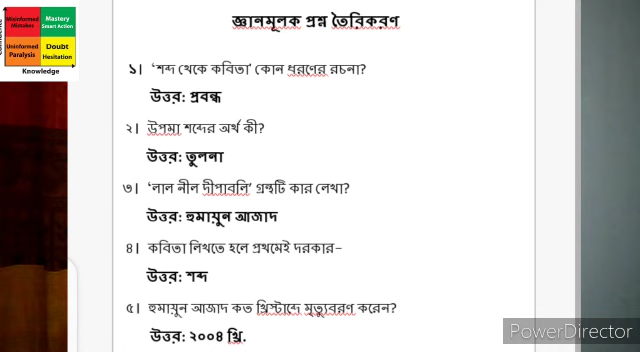 জ্ঞানমূলক প্রশ্ন তৈরিকরণ
Misinformed Mistakes
Mastery Smart Action
Uninformed Paralysis
Doubt Hesitation
Knowledge
১। ‘শব্দ থেকে কবিতা’ কোন ধরণের রচনা?
উত্তর: প্রবন্ধ
২। উপমা শব্দের অর্থ কী?
উত্তর: তুলনা
৩। ‘লাল নীল দীপাবলি’ গ্রন্থটি কার লেখা?
উত্তর: হুমায়ুন আজাদ
৪। কবিতা লিখতে হলে প্রথমেই দরকার–
উত্তর: শব্দ
৫। হুমায়ুন আজাদ কত খ্রিস্টাব্দে মৃত্যুবরণ করেন?
উত্তর: ২০০৪ খ্রি.
PowerDirector